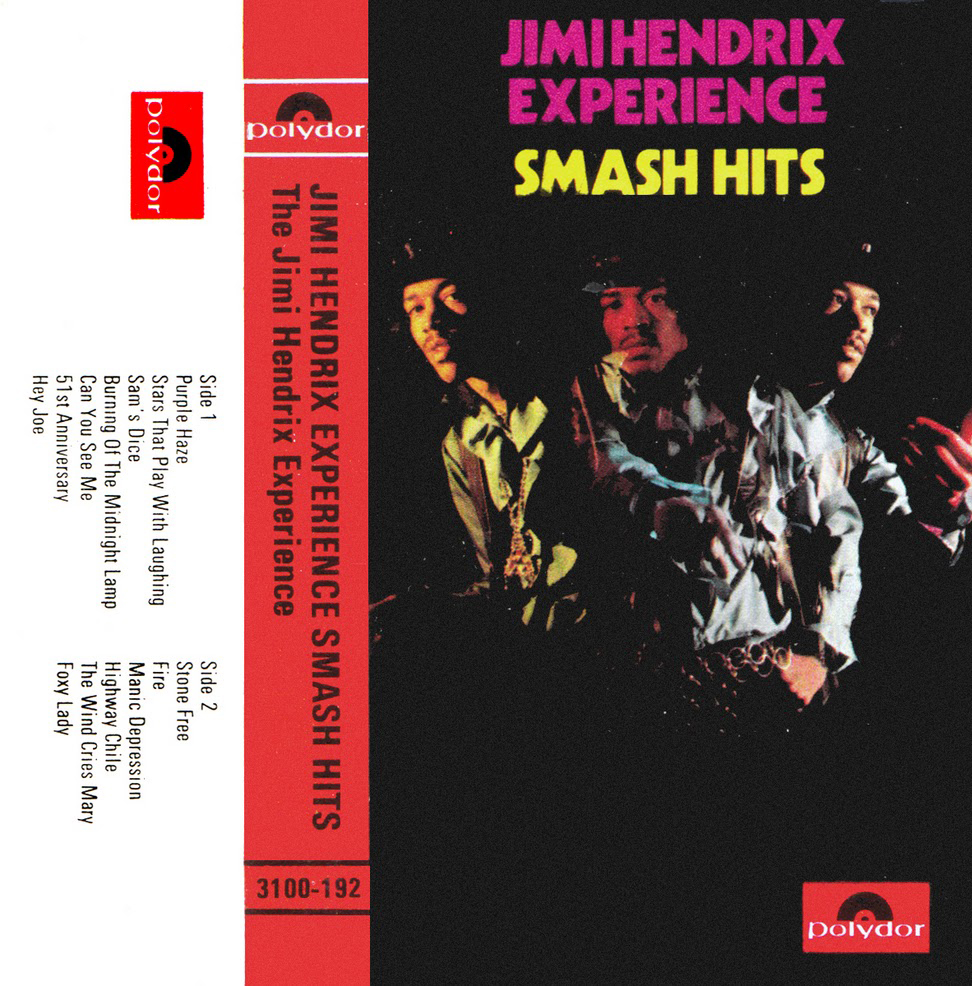 polydor
Side 1
Purple Haze
Stars That Play With Laughing
Sam's Dice
Burning Of The Midnight Lamp
Can You See Me
51st Anniversary
Hey Joe
Side 2
Stone Free
Fire
Manic Depression
Highway Chile
The Wind Cries Mary
Foxy Lady
polydor
JIMI HENDRIX EXPERIENCE SMASH HITS
The Jimi Hendrix Experience
3100-192
JIMI HENDRIX
EXPERIENCE
SMASH HITS
polydor